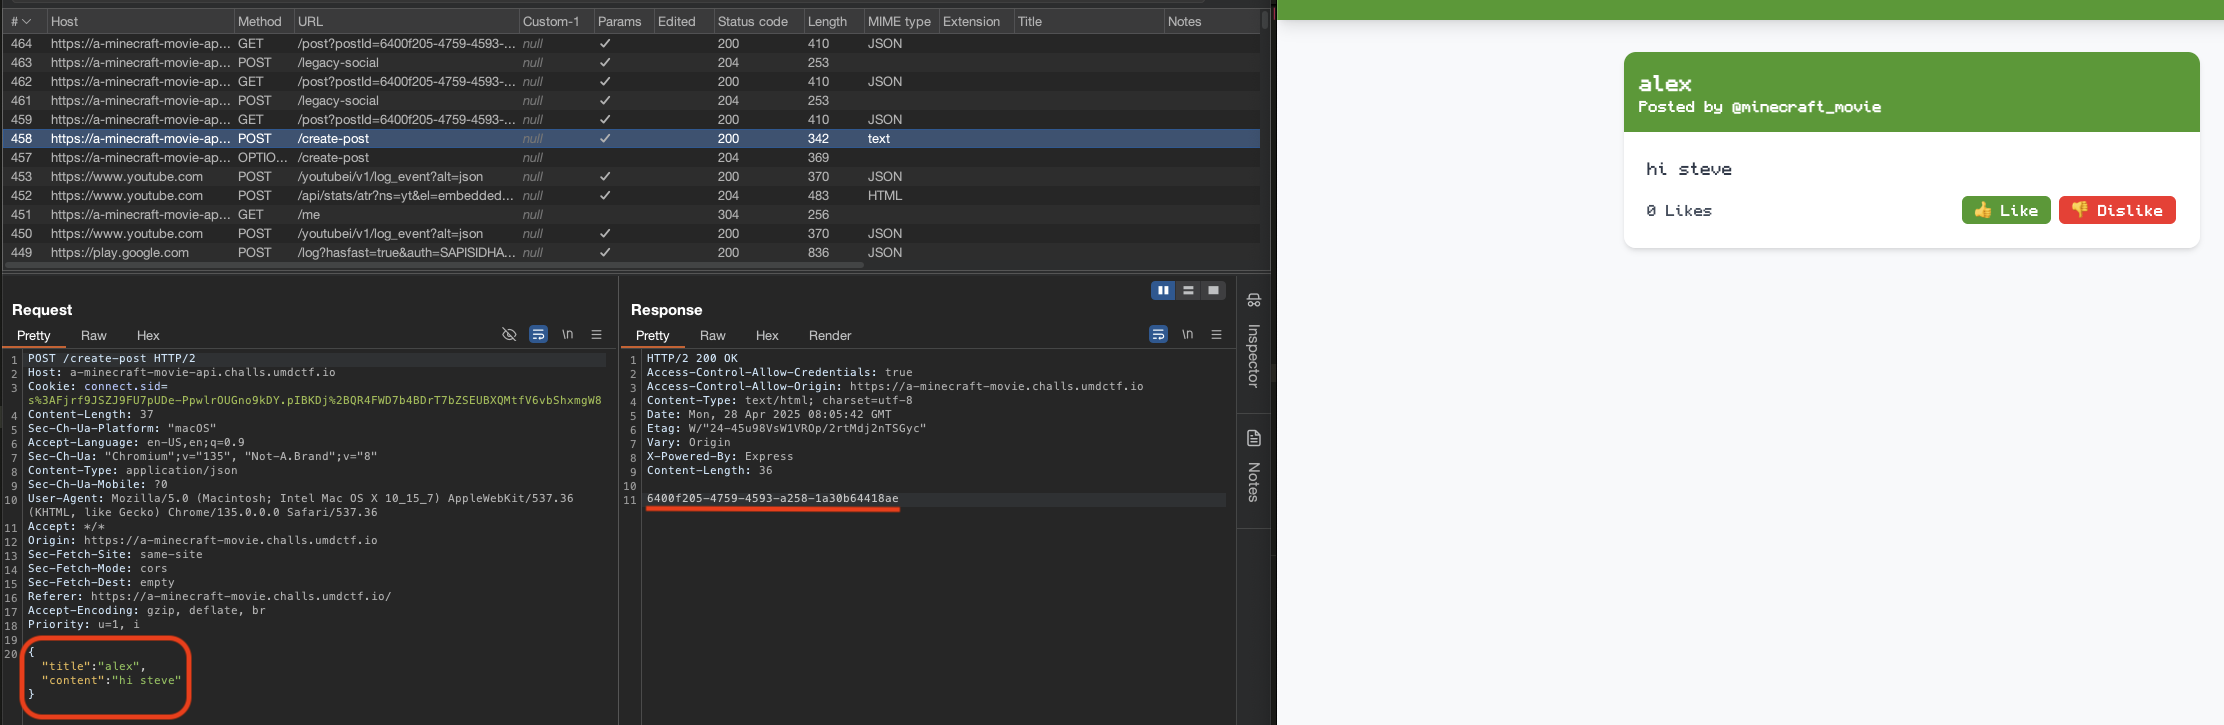 # Host Method URL Custom-1 Params Edited Status code Length MIME type Extension Title Notes
464 https://a-minecraft-movie-ap... GET /post?postId=6400f205-4759-4593-... null ✓ 200 410 JSON
463 https://a-minecraft-movie-ap... POST /legacy-social null ✓ 204 253
462 https://a-minecraft-movie-ap... GET /post?postId=6400f205-4759-4593-... null ✓ 200 410 JSON
461 https://a-minecraft-movie-ap... POST /legacy-social null ✓ 204 253
459 https://a-minecraft-movie-ap... GET /post?postId=6400f205-4759-4593-... null ✓ 200 410 JSON
458 https://a-minecraft-movie-ap... POST /create-post null ✓ 200 342 text
457 https://a-minecraft-movie-ap... OPTIO... /create-post null 204 369
453 https://www.youtube.com POST /youtubei/v1/log_event?alt=json null ✓ 200 370 JSON
452 https://www.youtube.com POST /api/stats/atr?ns=yt&el=embedded... null ✓ 204 483 HTML
451 https://a-minecraft-movie-ap... GET /me null 304 256
450 https://www.youtube.com POST /youtubei/v1/log_event?alt=json null ✓ 200 370 JSON
449 https://play.google.com POST /log?hasfast=true&auth=SAPISIDHA... null ✓ 200 836 JSON
Request
Pretty Raw Hex \n
1 POST /create-post HTTP/2
2 Host: a-minecraft-movie-api.challs.umdctf.io
3 Cookie: connect.sid=
s%3AFjrf9JSZJ9FU7pUDe-PpwlrOUGno9kDY.pIBKDj%2BQR4FWD7b4BDrT7bZSEUBXQMtfV6vbShxmgW8
4 Content-Length: 37
5 Sec-Ch-Ua-Platform: "macOS"
6 Accept-Language: en-US,en;q=0.9
7 Sec-Ch-Ua: "Chromium";v="135", "Not-A.Brand";v="8"
8 Content-Type: application/json
9 Sec-Ch-Ua-Mobile: ?0
10 User-Agent: Mozilla/5.0 (Macintosh; Intel Mac OS X 10_15_7) AppleWebKit/537.36
(KHTML, like Gecko) Chrome/135.0.0.0 Safari/537.36
11 Accept: */*
12 Origin: https://a-minecraft-movie.challs.umdctf.io
13 Sec-Fetch-Site: same-site
14 Sec-Fetch-Mode: cors
15 Sec-Fetch-Dest: empty
16 Referer: https://a-minecraft-movie.challs.umdctf.io/
17 Accept-Encoding: gzip, deflate, br
18 Priority: u=1, i
19
20 {
"title":"alex",
"content":"hi steve"
}
Response
Pretty Raw Hex Render \n
1 HTTP/2 200 OK
2 Access-Control-Allow-Credentials: true
3 Access-Control-Allow-Origin: https://a-minecraft-movie.challs.umdctf.io
4 Content-Type: text/html; charset=utf-8
5 Date: Mon, 28 Apr 2025 08:05:42 GMT
6 Etag: W/"24-45u98VsW1VROp/2rtMdj2nTSGyc"
7 Vary: Origin
8 X-Powered-By: Express
9 Content-Length: 36
10
11 6400f205-4759-4593-a258-1a30b64418ae
Inspector
Notes
alex
Posted by @minecraft_movie
hi steve
0 Likes 👍 Like 👎 Dislike